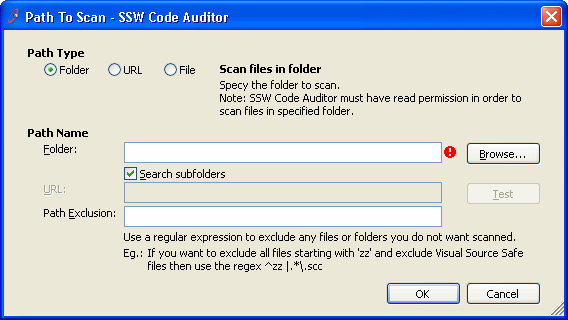 Path To Scan - SSW Code Auditor
Path Type
Folder URL File
Scan files in folder
Specy the folder to scan.
Note: SSW Code Auditor must have read permission in order to
scan files in specified folder.
Path Name
Folder: Browse...
Search subfolders
URL: Test
Path Exclusion:
Use a regular expression to exclude any files or folders you do not want scanned.
Eg.: If you want to exclude all files starting with 'zz' and exclude Visual Source Safe
files then use the regex ^zz |.*\.scc
OK Cancel